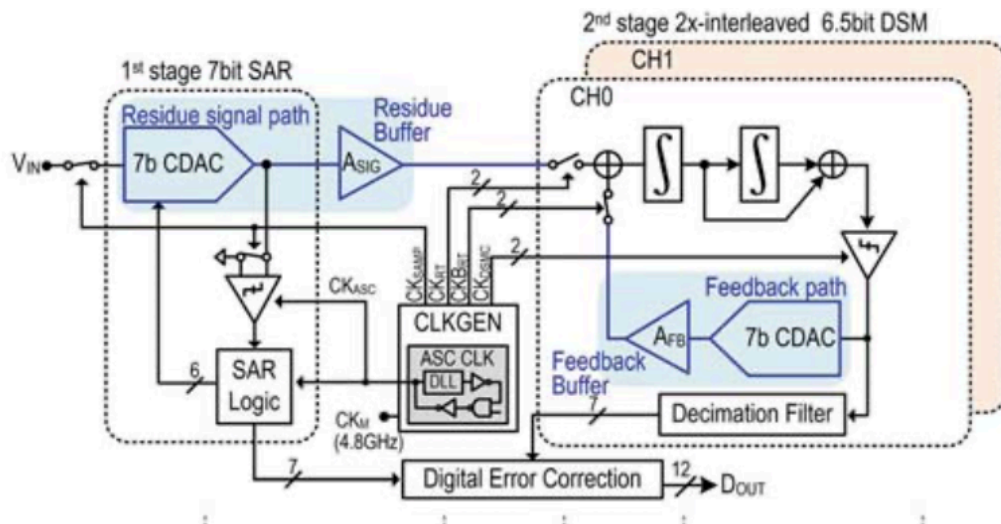 2nd stage 2x-interleaved 6.5bit DSM
CH1
CH0
1st stage 7bit SAR
Residue signal path
Residue
Buffer
VIN
7b CDAC
ASIG
∫
∫
2
2
2
CKSAMP
CKRT
CKBRT
CKDSMC
CKASC
CLKGEN
ASC CLK
DLL
CKM
(4.8GHz)
6
SAR
Logic
Feedback path
AFB
7b CDAC
Feedback
Buffer
7
Decimation Filter
7
Digital Error Correction
12
DOUT